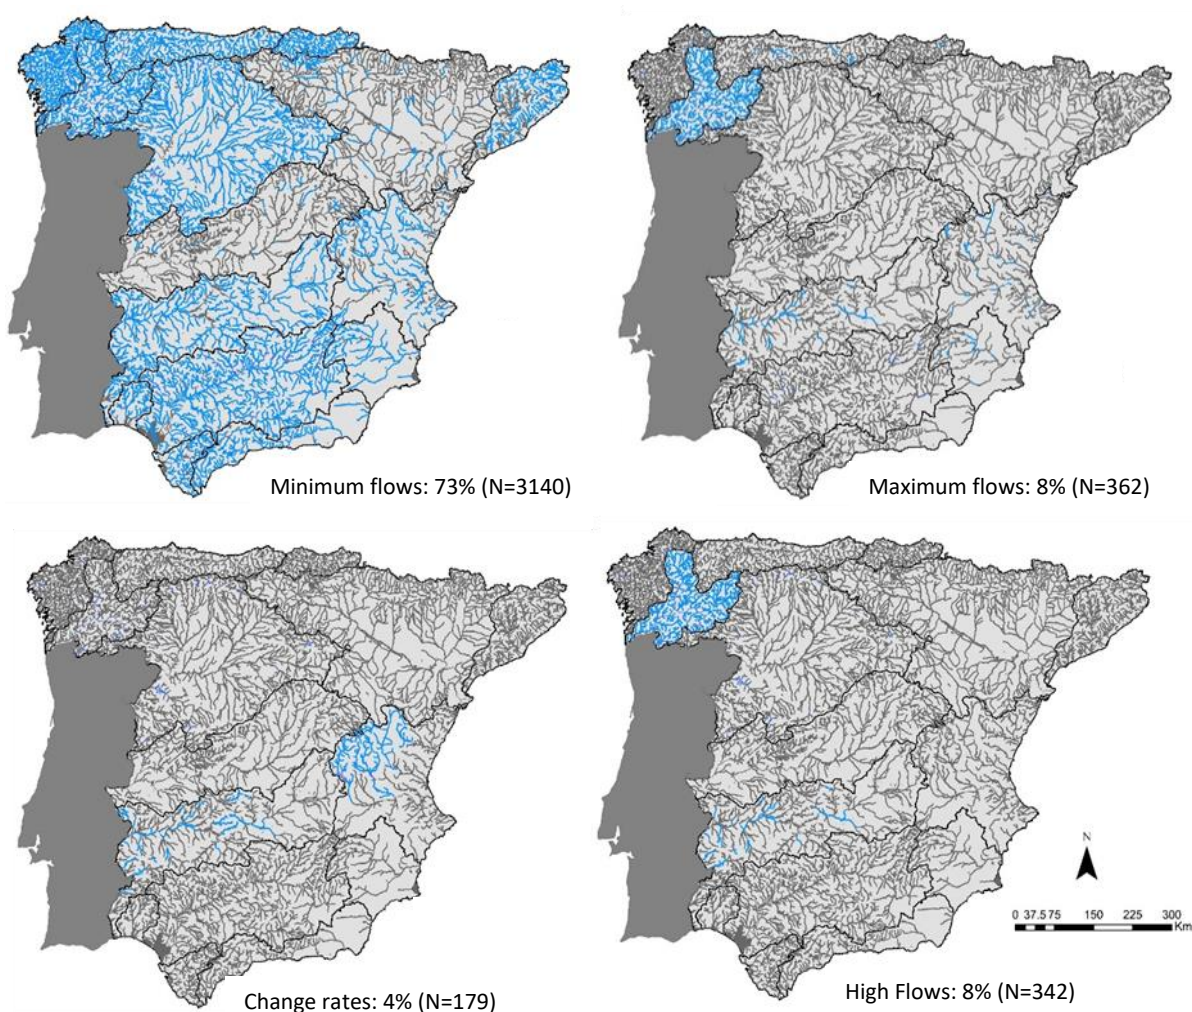 Minimum flows: 73% (N=3140)
Maximum flows: 8% (N=362)
N
0 37.5 75 150 225 300
Km
Change rates: 4% (N=179)
High Flows: 8% (N=342)